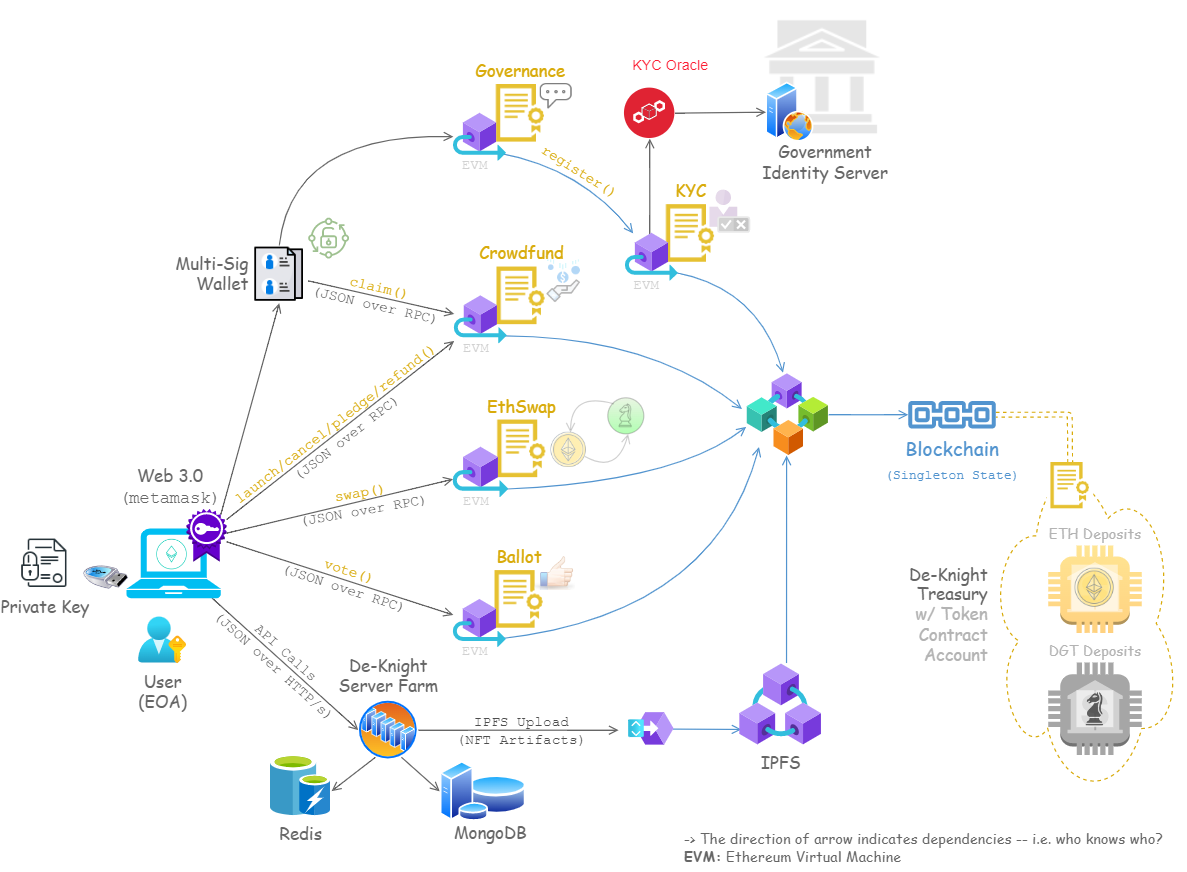 Governance
EVM
register()
KYC Oracle
Government
Identity Server
KYC
EVM
Multi-Sig
Wallet
Crowdfund
claim()
(JSON over RPC)
EVM
launch/cancel/pledge/refund()
(JSON over RPC)
EthSwap
swap()
(JSON over RPC)
EVM
Blockchain
(Singleton State)
Web 3.0
(metamask)
Private Key
Ballot
vote()
(JSON over RPC)
EVM
User
(EOA)
API Calls
(JSON over HTTP/s)
De-Knight
Server Farm
IPFS Upload
(NFT Artifacts)
IPFS
Redis
MongoDB
De-Knight
Treasury
w/ Token
Contract
Account
ETH Deposits
DGT Deposits
-> The direction of arrow indicates dependencies -- i.e. who knows who?
EVM: Ethereum Virtual Machine